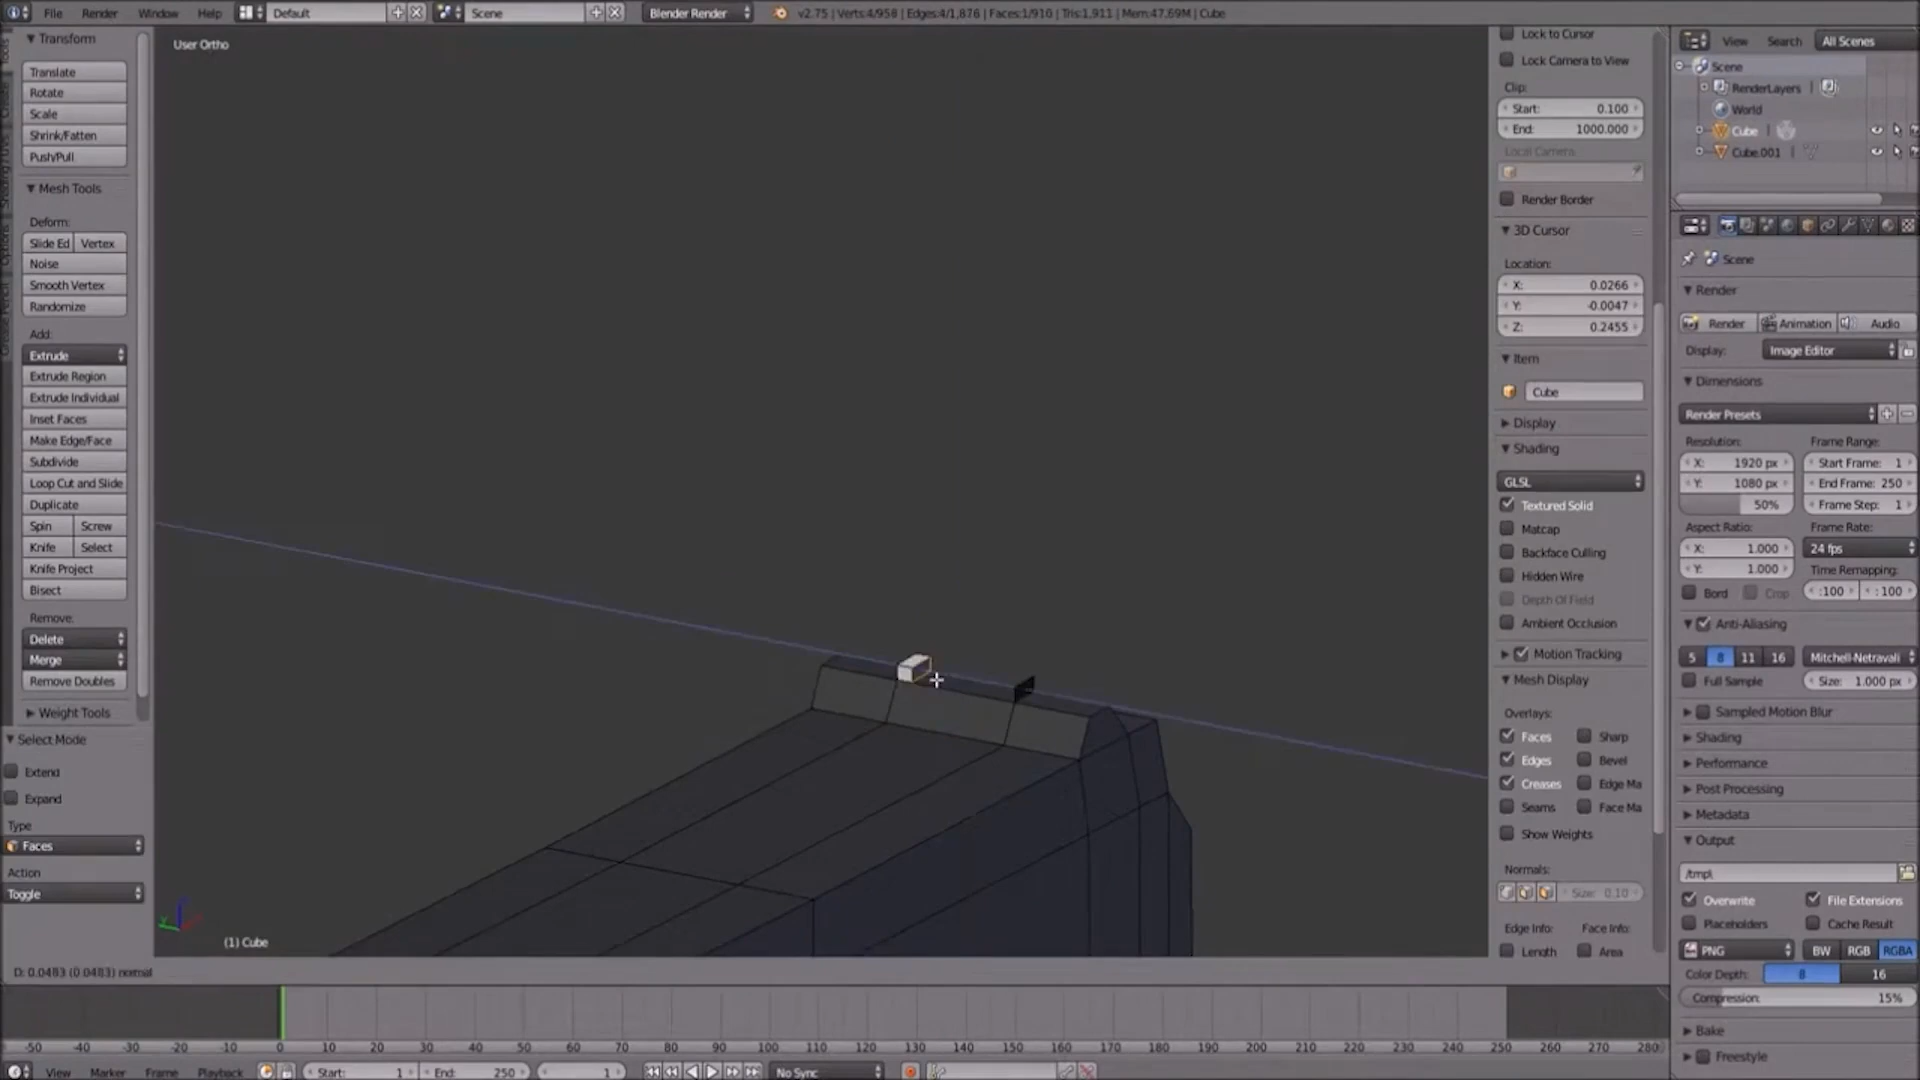 File Render Window Help Default Scene Blender Render v2.75 | Verts:4/958 | Edges:4/1,876 | Faces:1/910 | Tris:1,911 | Mem:47.69M | Cube
Transform
Translate
Rotate
Scale
Shrink/Fatten
Push/Pull
Mesh Tools
Deform:
Slide Ed Vertex
Noise
Smooth Vertex
Randomize
Add:
Extrude
Extrude Region
Extrude Individual
Inset Faces
Make Edge/Face
Subdivide
Loop Cut and Slide
Duplicate
Spin Screw
Knife Select
Knife Project
Bisect
Remove:
Delete
Merge
Remove Doubles
Weight Tools
Tools
Create
Shading / UVs
Options
Grease Pencil
Select Mode
Extend
Expand
Type
Faces
Action
Toggle
User Ortho
(1) Cube
D: 0.0483 (0.0483) normal
Lock to Cursor
Lock Camera to View
Clip:
Start: 0.100
End: 1000.000
Local Camera:
Render Border
3D Cursor
Location:
X: 0.0266
Y: -0.0047
Z: 0.2455
Item
Cube
Display
Shading
GLSL
Textured Solid
Matcap
Backface Culling
Hidden Wire
Depth Of Field
Ambient Occlusion
Motion Tracking
Mesh Display
Overlays:
Faces Sharp
Edges Bevel
Creases Edge Ma
Seams Face Ma
Show Weights
Normals:
Size: 0.10
Edge Info: Face Info:
Length Area
View Search All Scenes
Scene
RenderLayers
World
Cube
Cube.001
Scene
Render
Render Animation Audio
Display: Image Editor
Dimensions
Render Presets
Resolution: Frame Range:
X: 1920 px Start Frame: 1
Y: 1080 px End Frame: 250
50% Frame Step: 1
Aspect Ratio: Frame Rate:
X: 1.000 24 fps
Y: 1.000 Time Remapping:
Bord Crop :100 :100
Anti-Aliasing
5 8 11 16 Mitchell-Netravali
Full Sample Size: 1.000 px
Sampled Motion Blur
Shading
Performance
Post Processing
Metadata
Output
/tmp\
Overwrite File Extensions
Placeholders Cache Result
PNG BW RGB RGBA
Color Depth: 8 16
Compression: 15%
Bake
Freestyle
-50 -40 -30 -20 -10 0 10 20 30 40 50 60 70 80 90 100 110 120 130 140 150 160 170 180 190 200 210 220 230 240 250 260 270 280
View Marker Frame Playback Start: 1 End: 250 1 No Sync